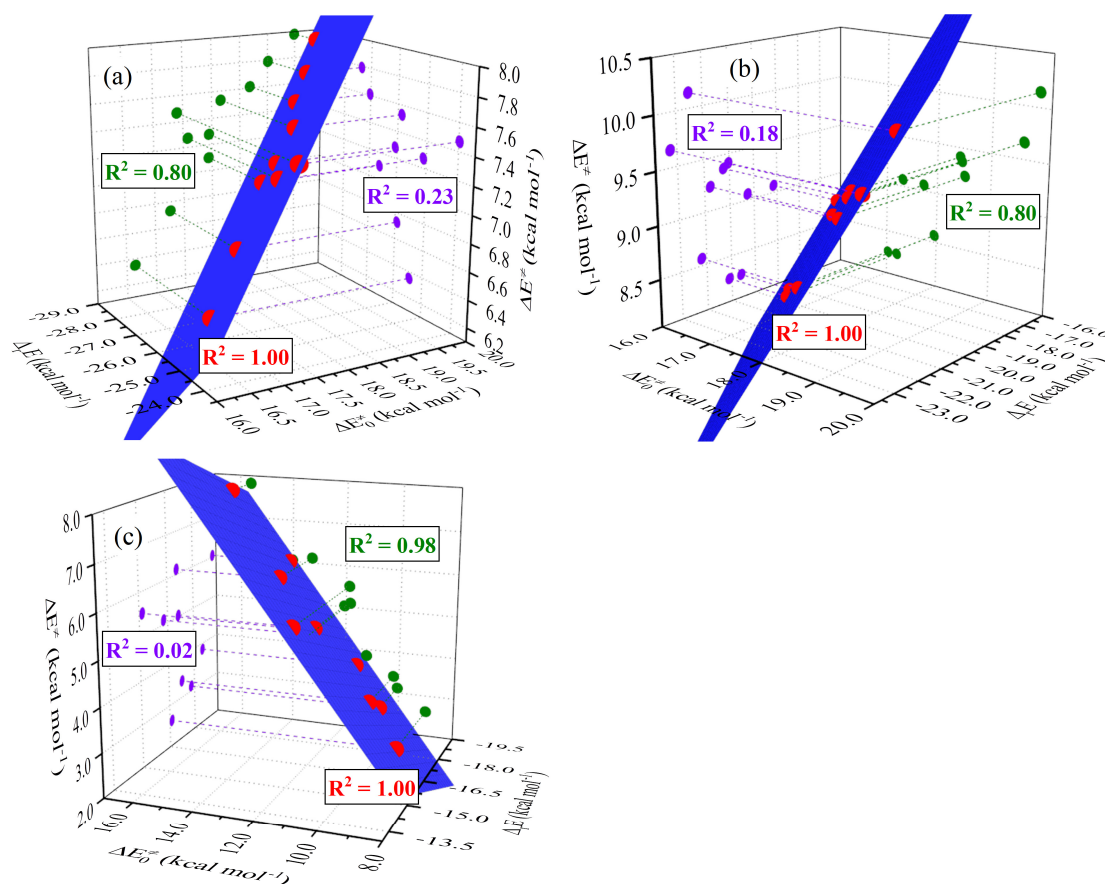 (a)
R² = 0.80
R² = 0.23
R² = 1.00
8.0
7.8
7.6
7.4
7.2
7.0
6.8
6.6
6.4
6.2
ΔE≠ (kcal mol⁻¹)
-29.0
-28.0
-27.0
-26.0
-25.0
-24.0
ΔᵣE (kcal mol⁻¹)
16.0
16.5
17.0
17.5
18.0
18.5
19.0
19.5
20.0
ΔE₀≠ (kcal mol⁻¹)
(b)
R² = 0.18
R² = 0.80
R² = 1.00
10.5
10.0
9.5
9.0
8.5
ΔE≠ (kcal mol⁻¹)
16.0
17.0
18.0
19.0
20.0
ΔE₀≠ (kcal mol⁻¹)
-16.0
-17.0
-18.0
-19.0
-20.0
-21.0
-22.0
-23.0
ΔᵣE (kcal mol⁻¹)
(c)
R² = 0.98
R² = 0.02
R² = 1.00
8.0
7.0
6.0
5.0
4.0
3.0
2.0
ΔE≠ (kcal mol⁻¹)
16.0
14.0
12.0
10.0
8.0
ΔE₀≠ (kcal mol⁻¹)
-19.5
-18.0
-16.5
-15.0
-13.5
ΔᵣE (kcal mol⁻¹)